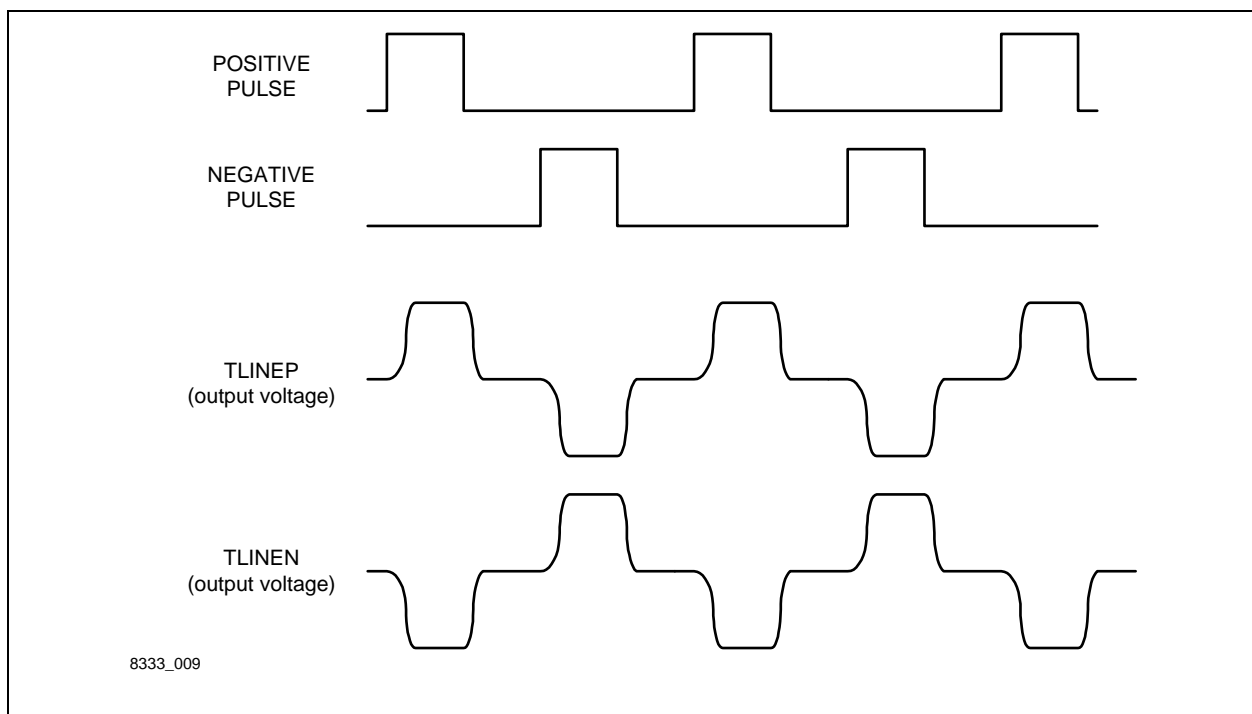 POSITIVE
PULSE
NEGATIVE
PULSE
TLINEP
(output voltage)
TLINEN
(output voltage)
8333_009